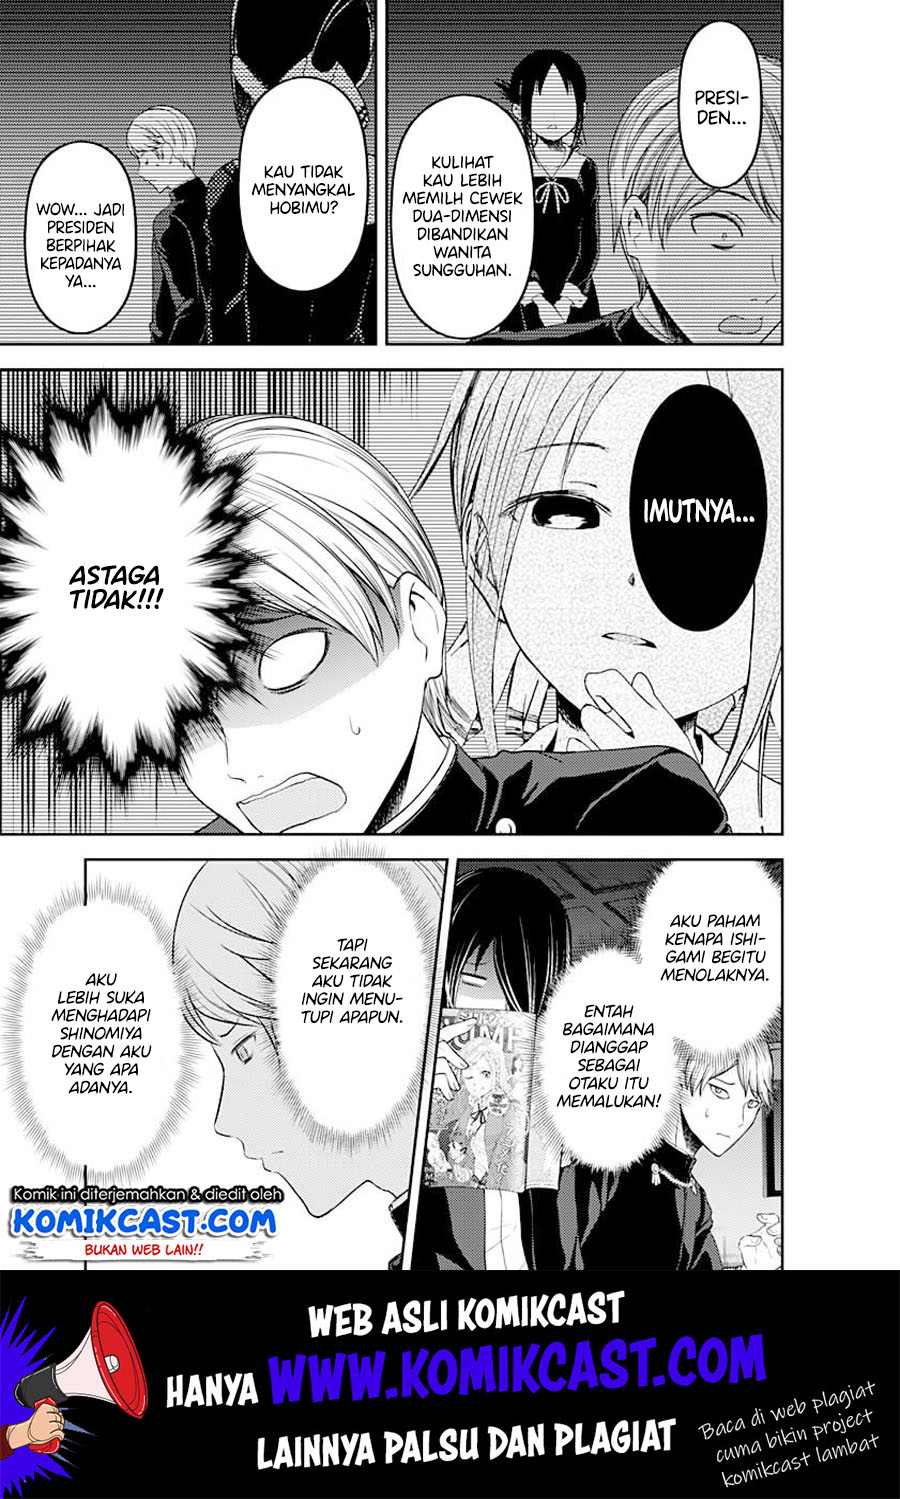 PRESI-
DEN...
KULIHAT
KAU LEBIH
MEMILH CEWEK
DUA-DIMENSI
DIBANDIKAN
WANITA
SUNGGUHAN.
KAU TIDAK
MENYANGKAL
HOBIMU?
WOW... JADI
PRESIDEN
BERPIHAK
KEPADANYA
YA...
IMUTNYA...
ASTAGA
TIDAK!!!
AKU PAHAM
KENAPA ISHI-
GAMI BEGITU
MENOLAKNYA.
ENTAH
BAGAIMANA
DIANGGAP
SEBAGAI
OTAKU ITU
MEMALUKAN!
TAPI
SEKARANG
AKU TIDAK
INGIN MENU-
TUPI APAPUN.
AKU
LEBIH SUKA
MENGHADAPI
SHINOMIYA
DENGAN AKU
YANG APA
ADANYA.
Komik ini diterjemahkan & diedit oleh
KOMIKCAST.COM
BUKAN WEB LAIN!!
WEB ASLI KOMIKCAST
HANYA WWW.KOMIKCAST.COM
LAINNYA PALSU DAN PLAGIAT
Baca di web plagiat
cuma bikin project
komikcast lambat